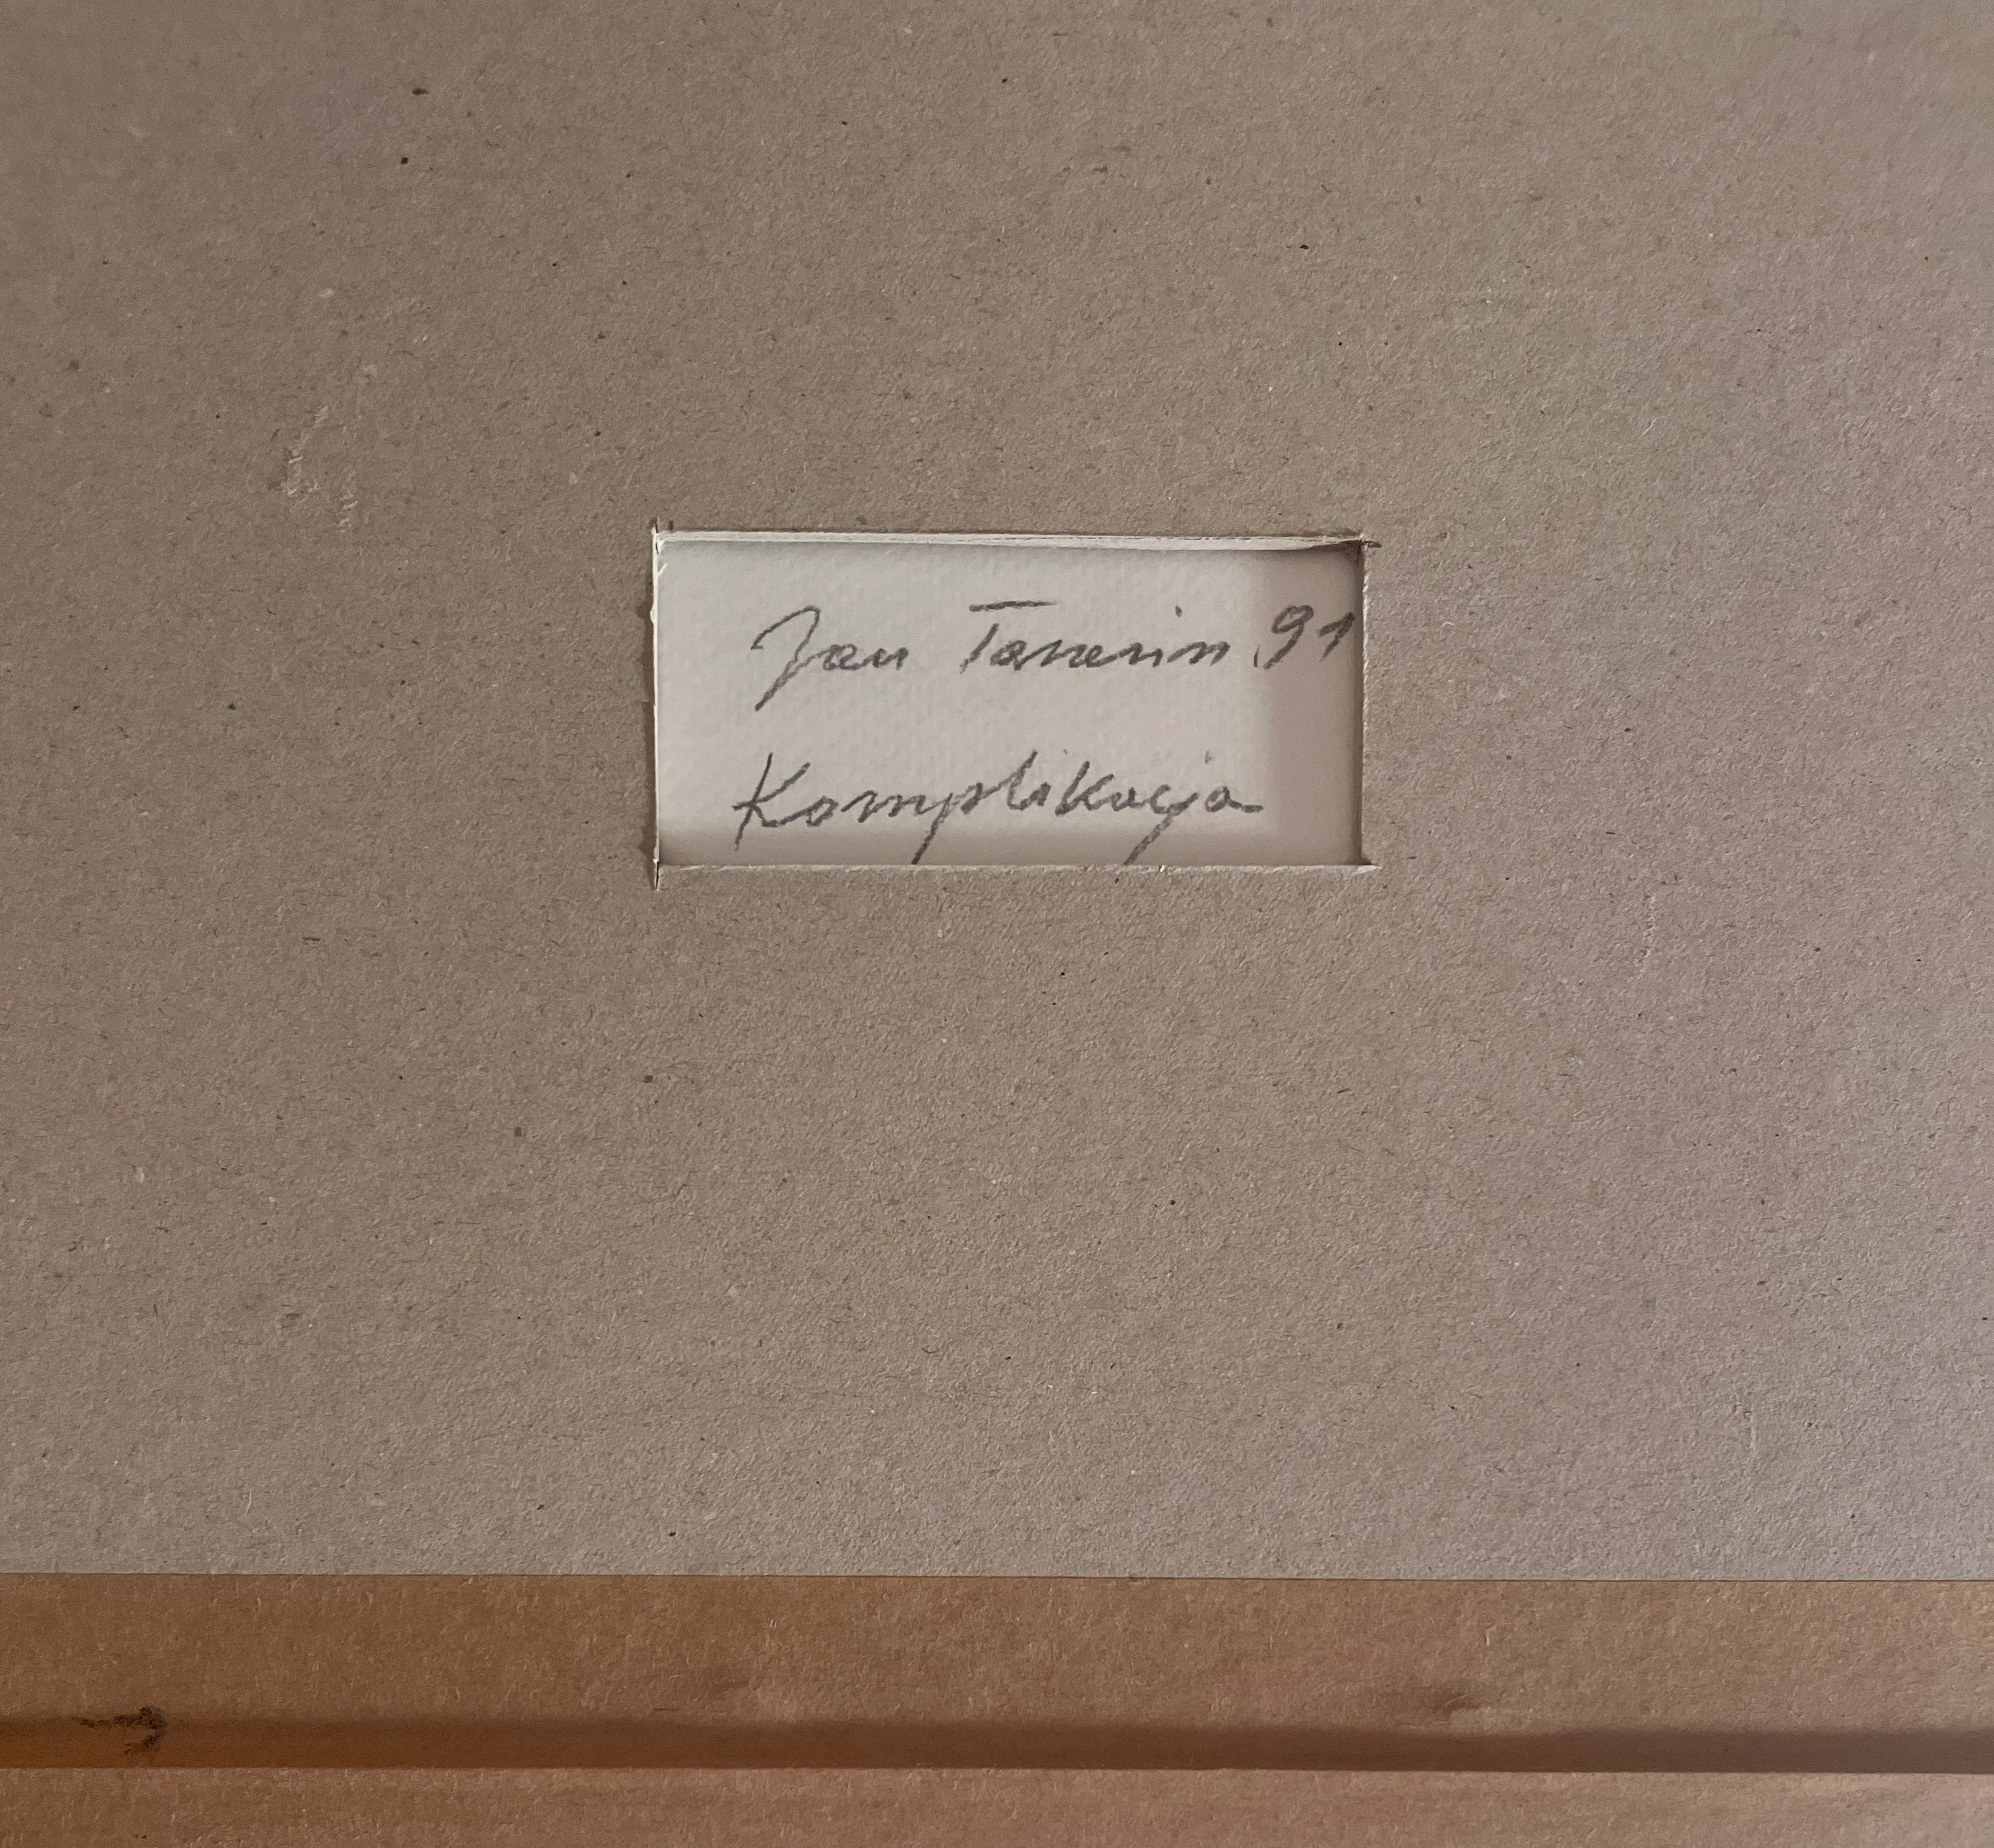 Jan Tarasin 91
Komplikacja